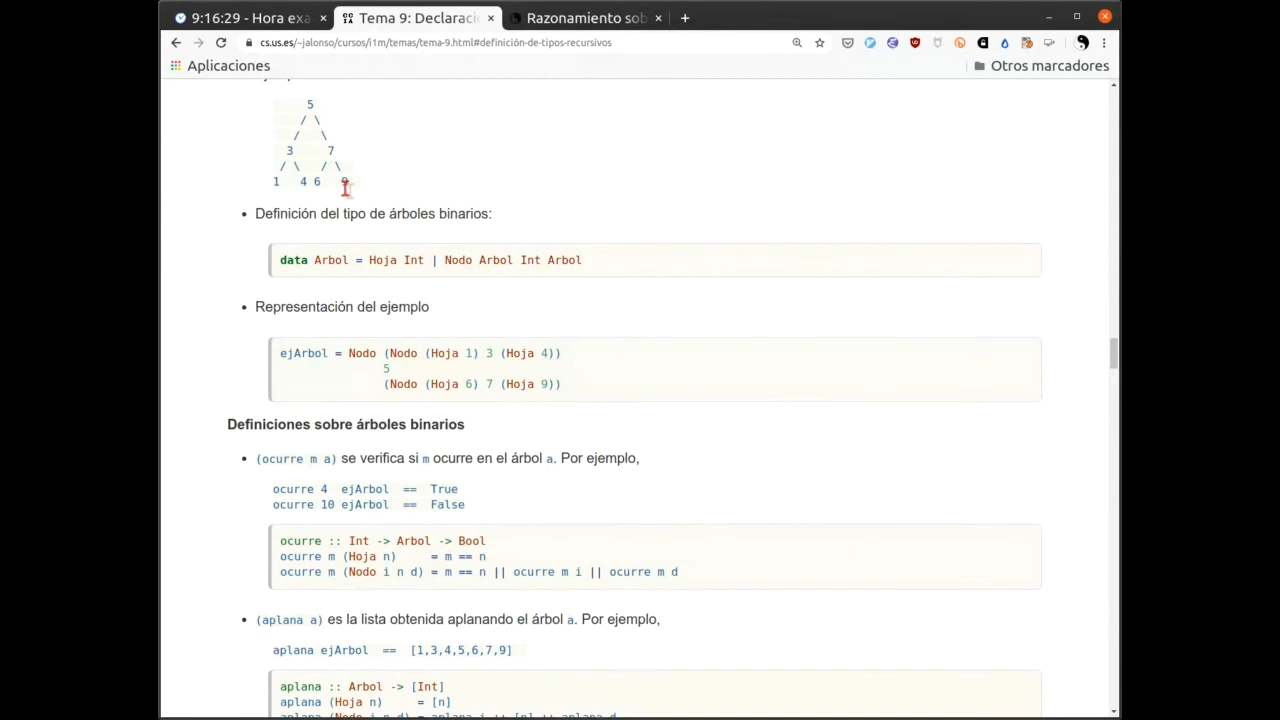 9:16:29 - Hora exa
Tema 9: Declaraci
Razonamiento sob
cs.us.es/~jalonso/cursos/i1m/temas/tema-9.html#definición-de-tipos-recursivos
Aplicaciones
Otros marcadores
5
/ \
/ \
3 7
/ \ / \
1 4 6 9
• Definición del tipo de árboles binarios:
data Arbol = Hoja Int | Nodo Arbol Int Arbol
• Representación del ejemplo
ejArbol = Nodo (Nodo (Hoja 1) 3 (Hoja 4))
5
(Nodo (Hoja 6) 7 (Hoja 9))
Definiciones sobre árboles binarios
• (ocurre m a) se verifica si m ocurre en el árbol a. Por ejemplo,
ocurre 4 ejArbol == True
ocurre 10 ejArbol == False
ocurre :: Int -> Arbol -> Bool
ocurre m (Hoja n) = m == n
ocurre m (Nodo i n d) = m == n || ocurre m i || ocurre m d
• (aplana a) es la lista obtenida aplanando el árbol a. Por ejemplo,
aplana ejArbol == [1,3,4,5,6,7,9]
aplana :: Arbol -> [Int]
aplana (Hoja n) = [n]
aplana (Nodo i n d) = aplana i ++ [n] ++ aplana d